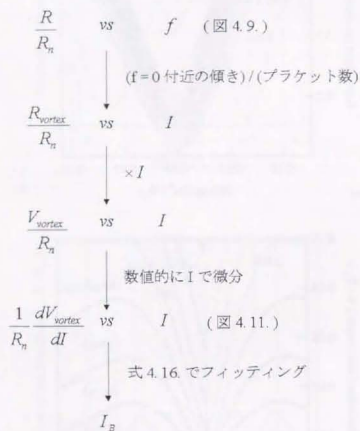 R/R_n vs f (図4.9.)
(f=0付近の傾き)/(プラケット数)
R_vortex/R_n vs I
×I
V_vortex/R_n vs I
数値的にIで微分
1/R_n dV_vortex/dI vs I (図4.11.)
式4.16.でフィッティング
I_B